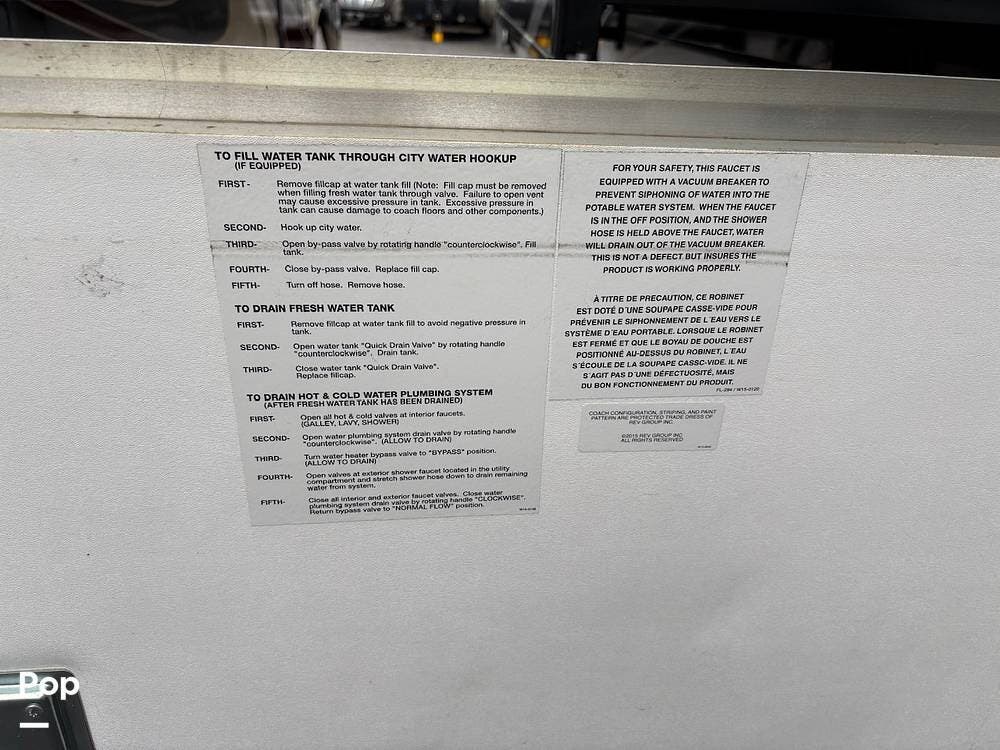 TO FILL WATER TANK THROUGH CITY WATER HOOKUP
(IF EQUIPPED)
FIRST- Remove fillcap at water tank fill (Note: Fill cap must be removed
when filling fresh water tank through valve. Failure to open vent
may cause excessive pressure in tank. Excessive pressure in
tank can cause damage to coach floors and other components.)
SECOND- Hook up city water.
THIRD- Open by-pass valve by rotating handle "counterclockwise". Fill
tank.
FOURTH- Close by-pass valve. Replace fill cap.
FIFTH- Turn off hose. Remove hose.
TO DRAIN FRESH WATER TANK
FIRST- Remove fillcap at water tank fill to avoid negative pressure in
tank.
SECOND- Open water tank "Quick Drain Valve" by rotating handle
"counterclockwise". Drain tank.
THIRD- Close water tank "Quick Drain Valve".
Replace fillcap.
TO DRAIN HOT & COLD WATER PLUMBING SYSTEM
(AFTER FRESH WATER TANK HAS BEEN DRAINED)
FIRST- Open all hot & cold valves at interior faucets.
(GALLEY, LAVY, SHOWER)
SECOND- Open water plumbing system drain valve by rotating handle
"counterclockwise". (ALLOW TO DRAIN)
THIRD- Turn water heater bypass valve to "BYPASS" position.
(ALLOW TO DRAIN)
FOURTH- Open valves at exterior shower faucet located in the utility
compartment and stretch shower hose down to drain remaining
water from system.
FIFTH- Close all interior and exterior faucet valves. Close water
plumbing system drain valve by rotating handle "CLOCKWISE".
Return bypass valve to "NORMAL FLOW" position.
FOR YOUR SAFETY, THIS FAUCET IS
EQUIPPED WITH A VACUUM BREAKER TO
PREVENT SIPHONING OF WATER INTO THE
POTABLE WATER SYSTEM. WHEN THE FAUCET
IS IN THE OFF POSITION, AND THE SHOWER
HOSE IS HELD ABOVE THE FAUCET, WATER
WILL DRAIN OUT OF THE VACUUM BREAKER.
THIS IS NOT A DEFECT BUT INSURES THE
PRODUCT IS WORKING PROPERLY.
À TITRE DE PRECAUTION, CE ROBINET
EST DOTÉ D'UNE SOUPAPE CASSE-VIDE POUR
PRÉVENIR LE SIPHONNEMENT DE L'EAU VERS LE
SYSTÈME D'EAU PORTABLE. LORSQUE LE ROBINET
EST FERMÉ ET QUE LE BOYAU DE DOUCHE EST
POSITIONNÉ AU-DESSUS DU ROBINET, L'EAU
S'ÉCOULE DE LA SOUPAPE CASSC-VIDE. IL NE
S'AGIT PAS D'UNE DÉFECTUOSITÉ, MAIS
DU BON FONCTIONNEMENT DU PRODUIT.
FL-294 / W15-0120
COACH CONFIGURATION, STRIPING, AND PAINT
PATTERN ARE PROTECTED TRADE DRESS OF
REV GROUP INC.
©2015 REV GROUP INC
ALL RIGHTS RESERVED
Pop